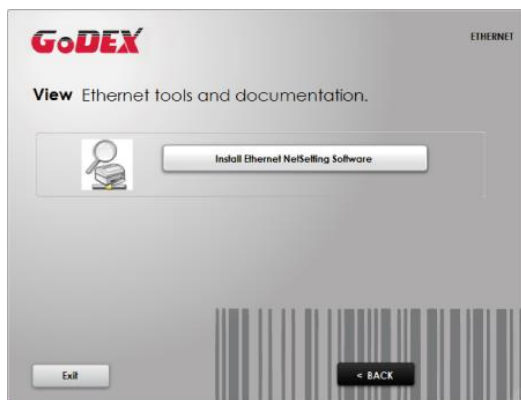 GoDEX
ETHERNET
View Ethernet tools and documentation.
Install Ethernet NetSetting Software
Exit
< BACK